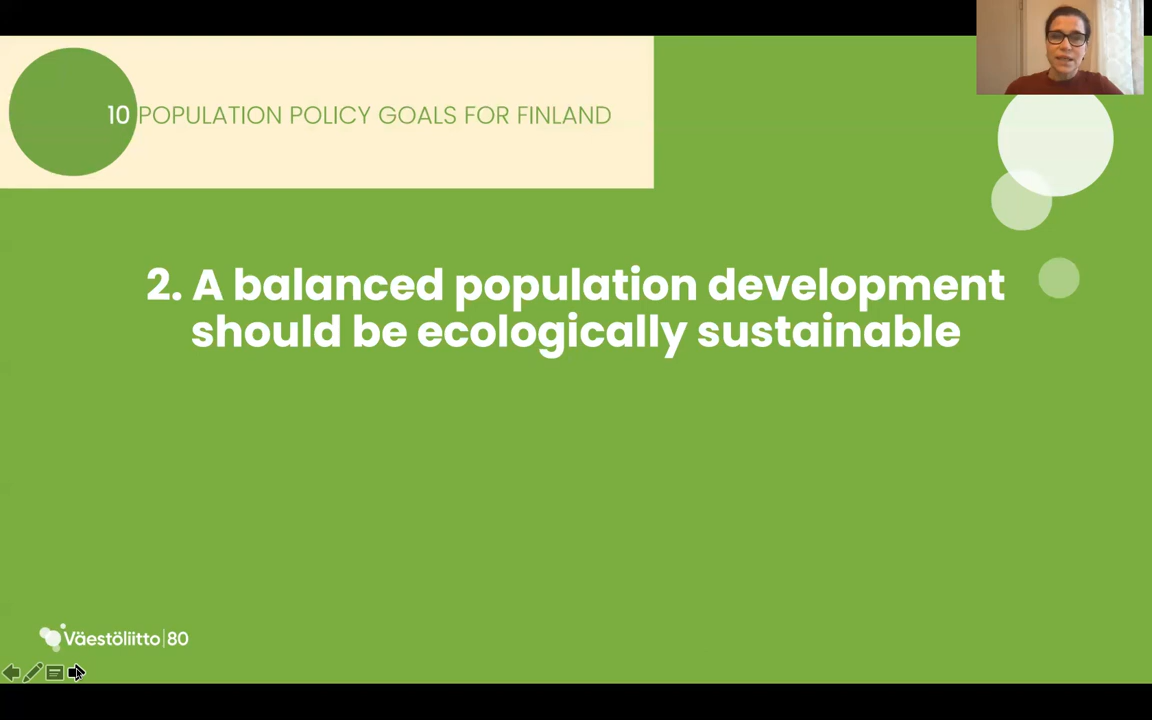 10 POPULATION POLICY GOALS FOR FINLAND
2. A balanced population development
should be ecologically sustainable
Väestöliitto|80